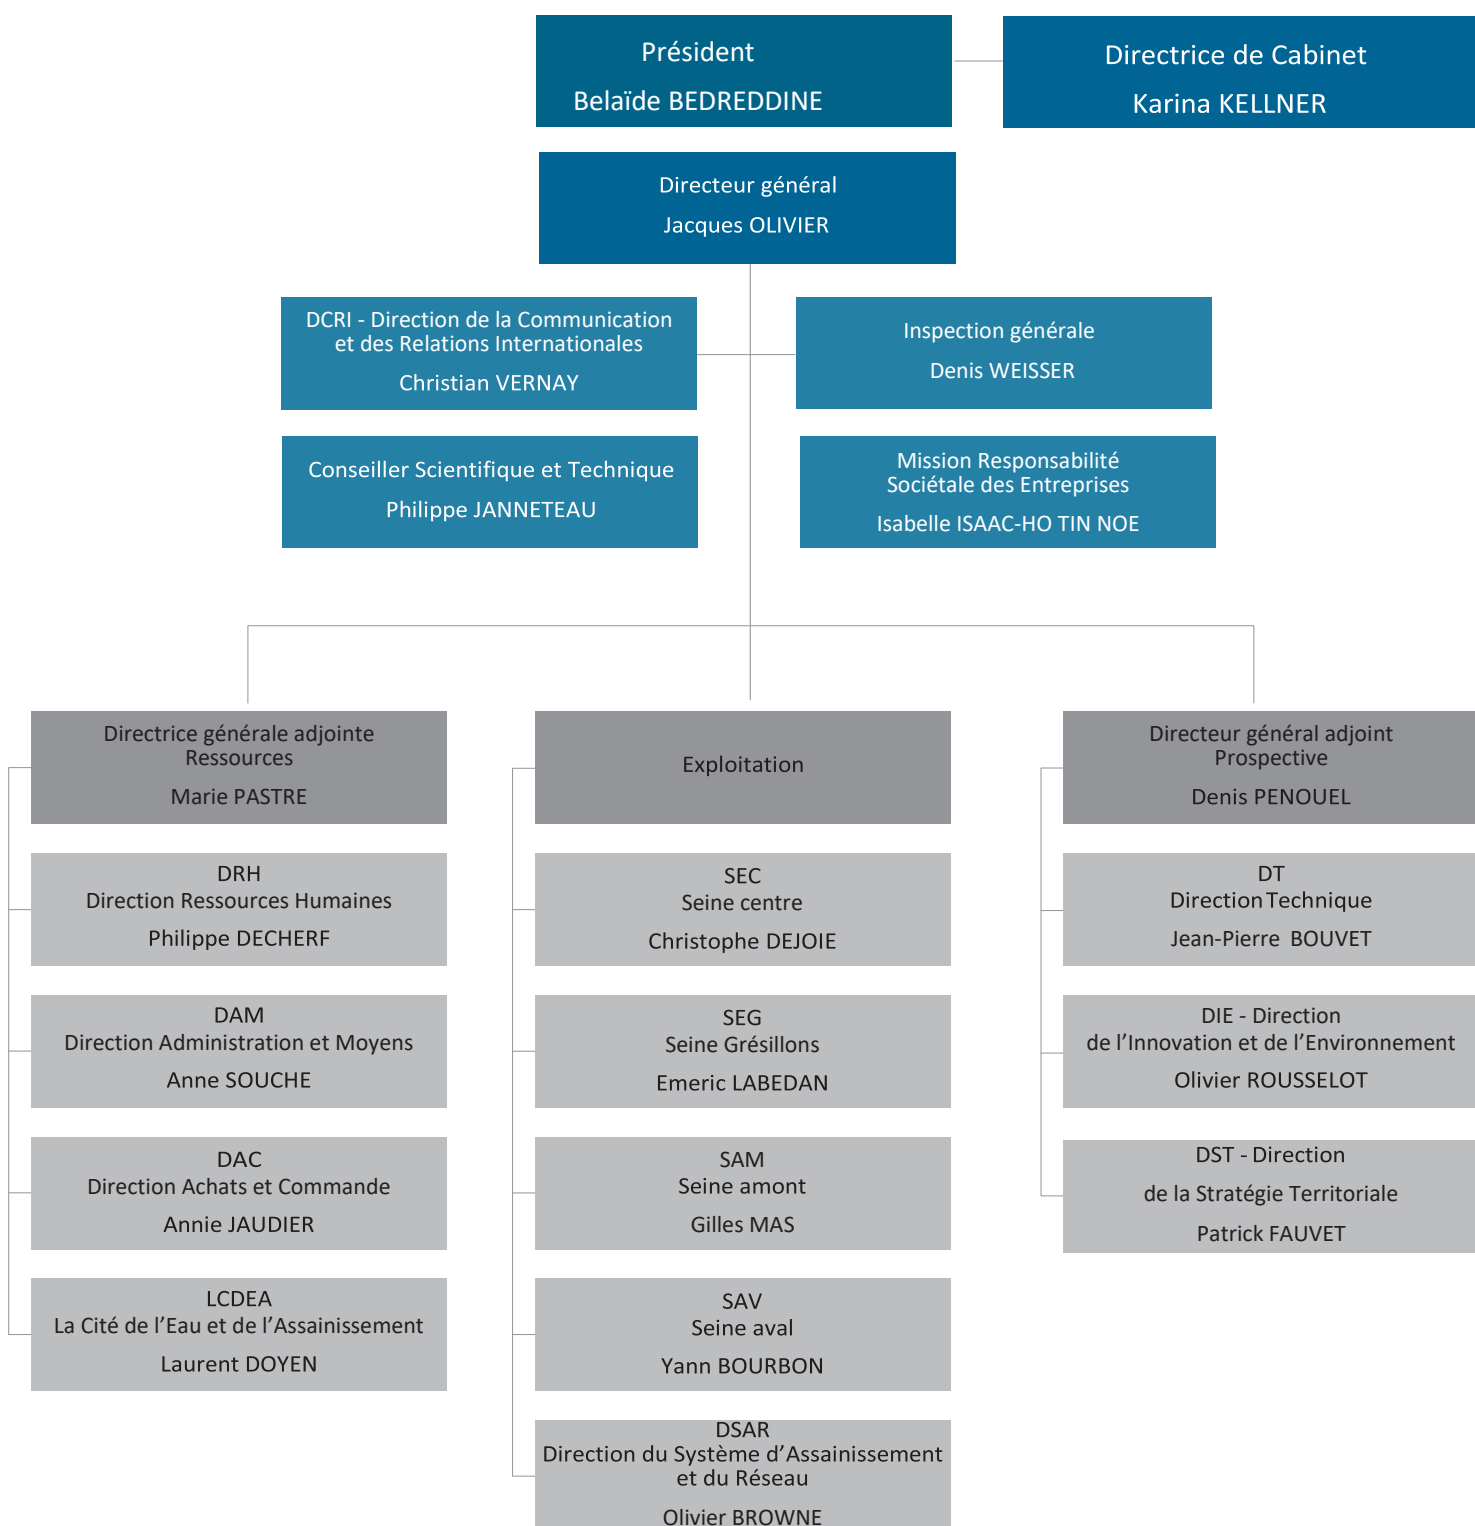 Président
Belaïde BEDREDDINE
Directrice de Cabinet
Karina KELLNER
Directeur général
Jacques OLIVIER
DCRI - Direction de la Communication
et des Relations Internationales
Christian VERNAY
Inspection générale
Denis WEISSER
Conseiller Scientifique et Technique
Philippe JANNETEAU
Mission Responsabilité
Sociétale des Entreprises
Isabelle ISAAC-HO TIN NOE
Directrice générale adjointe
Ressources
Marie PASTRE
DRH
Direction Ressources Humaines
Philippe DECHERF
DAM
Direction Administration et Moyens
Anne SOUCHE
DAC
Direction Achats et Commande
Annie JAUDIER
LCDEA
La Cité de l’Eau et de l’Assainissement
Laurent DOYEN
Exploitation
SEC
Seine centre
Christophe DEJOIE
SEG
Seine Grésillons
Emeric LABEDAN
SAM
Seine amont
Gilles MAS
SAV
Seine aval
Yann BOURBON
DSAR
Direction du Système d’Assainissement
et du Réseau
Olivier BROWNE
Directeur général adjoint
Prospective
Denis PENOUEL
DT
Direction Technique
Jean-Pierre BOUVET
DIE - Direction
de l’Innovation et de l’Environnement
Olivier ROUSSELOT
DST - Direction
de la Stratégie Territoriale
Patrick FAUVET